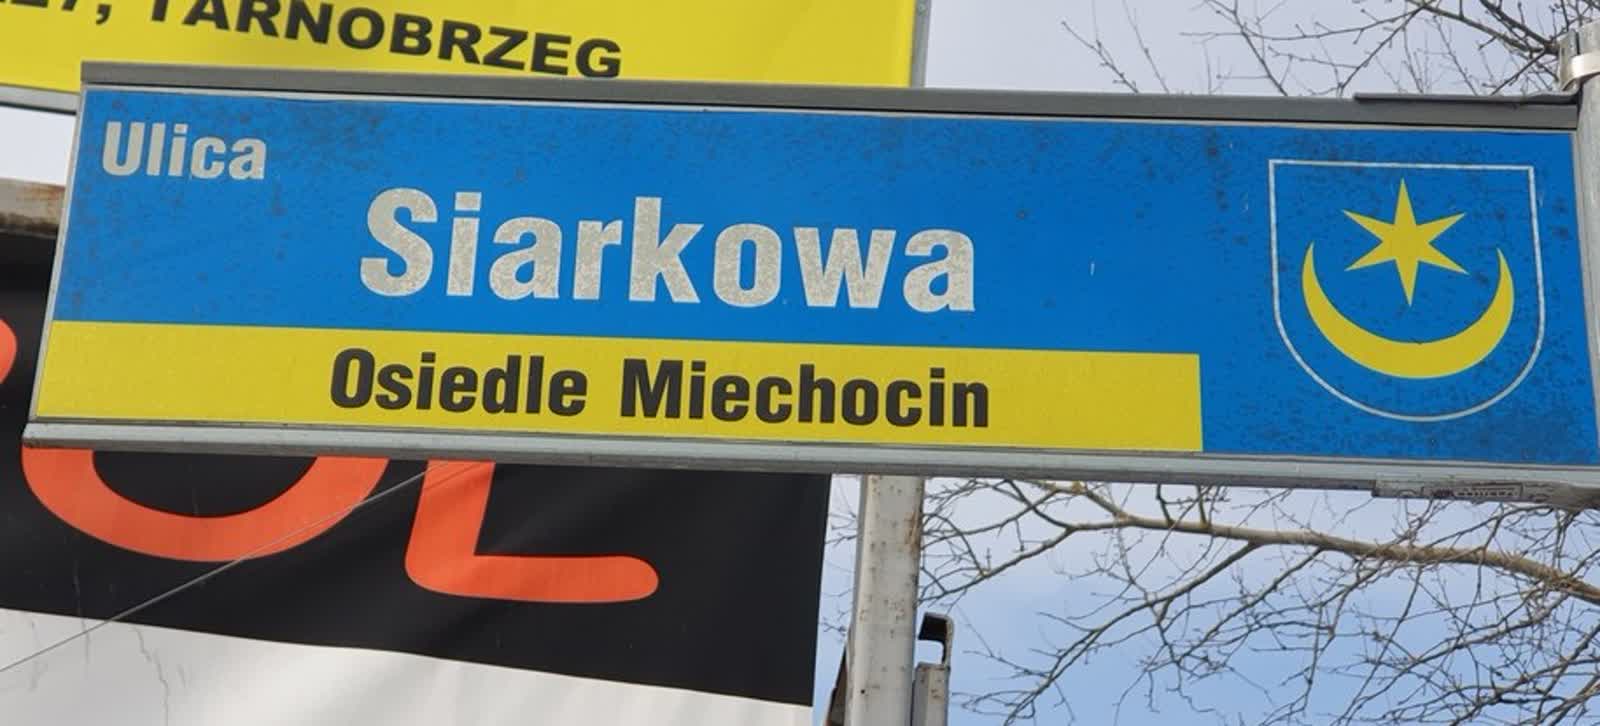 TARNOBRZEG
Ulica
Siarkowa
Osiedle Miechocin